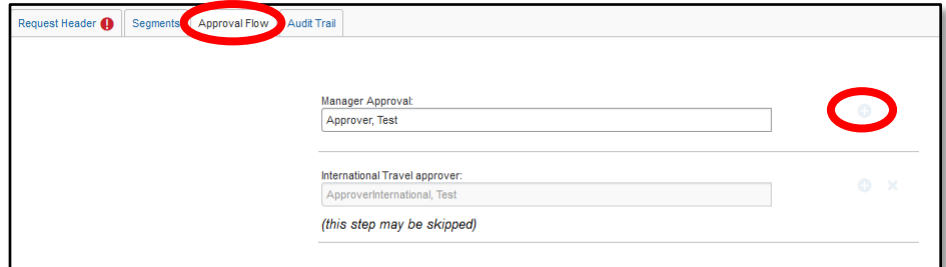 Request Header Segments Approval Flow Audit Trail
Manager Approval:
Approver, Test
International Travel approver:
ApproverInternational, Test
(this step may be skipped)